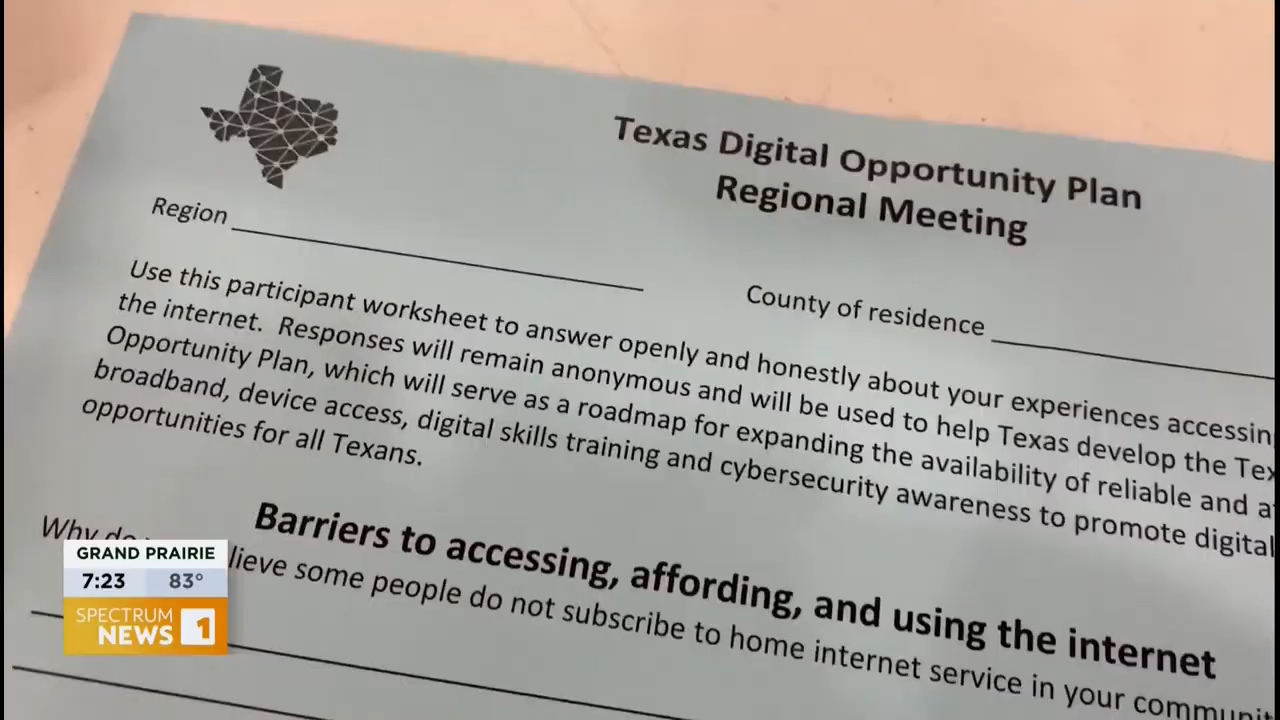 Texas Digital Opportunity Plan
Regional Meeting
Region
County of residence
Use this participant worksheet to answer openly and honestly about your experiences
the internet. Responses will remain anonymous and will be used to help Texas develop the
Opportunity Plan, which will serve as a roadmap for expanding the availability of reliable and
broadband, device access, digital skills training and cybersecurity awareness to promote digital
opportunities for all Texans.
Barriers to accessing, affording, and using the internet
Why some people do not subscribe to home internet service in your
GRAND PRAIRIE
7:23 83°
SPECTRUM
NEWS 1